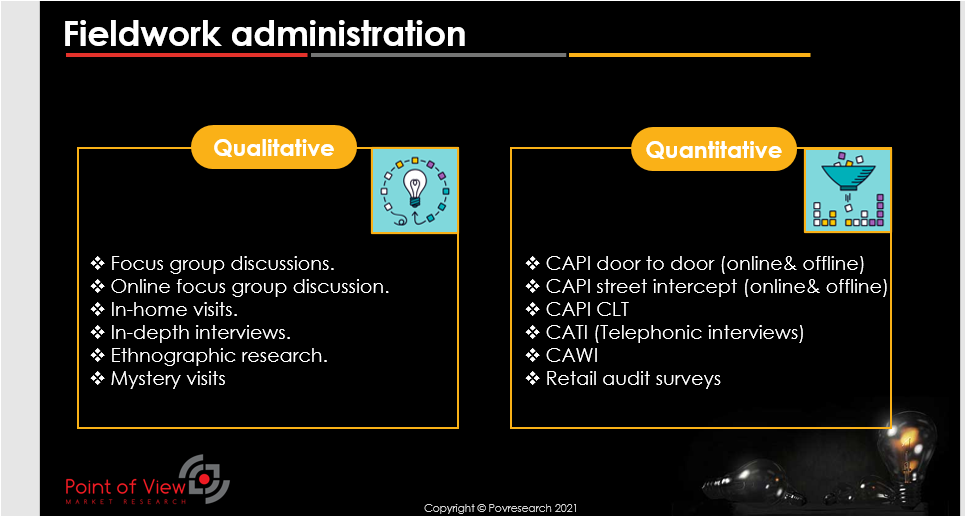 Fieldwork administration
Qualitative
❖ Focus group discussions.
❖ Online focus group discussion.
❖ In-home visits.
❖ In-depth interviews.
❖ Ethnographic research.
❖ Mystery visits
Quantitative
❖ CAPI door to door (online& offline)
❖ CAPI street intercept (online& offline)
❖ CAPI CLT
❖ CATI (Telephonic interviews)
❖ CAWI
❖ Retail audit surveys
Point of View
MARKET RESEARCH
Copyright © Povresearch 2021